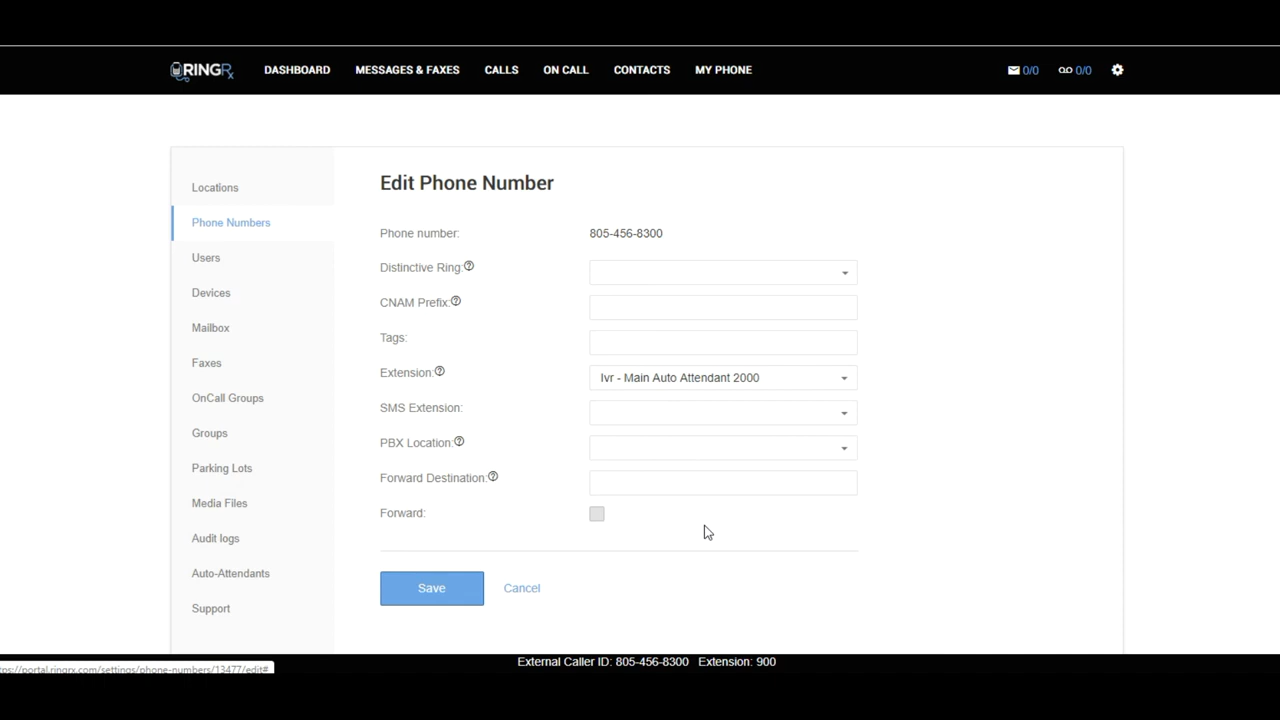 RINGRx DASHBOARD MESSAGES & FAXES CALLS ON CALL CONTACTS MY PHONE 0/0 0/0
Locations
Phone Numbers
Users
Devices
Mailbox
Faxes
OnCall Groups
Groups
Parking Lots
Media Files
Audit logs
Auto-Attendants
Support
Edit Phone Number
Phone number: 805-456-8300
Distinctive Ring:
CNAM Prefix:
Tags:
Extension: Ivr - Main Auto Attendant 2000
SMS Extension:
PBX Location:
Forward Destination:
Forward:
Save Cancel
tps://portal.ringrx.com/settings/phone-numbers/13477/edit#
External Caller ID: 805-456-8300 Extension: 900